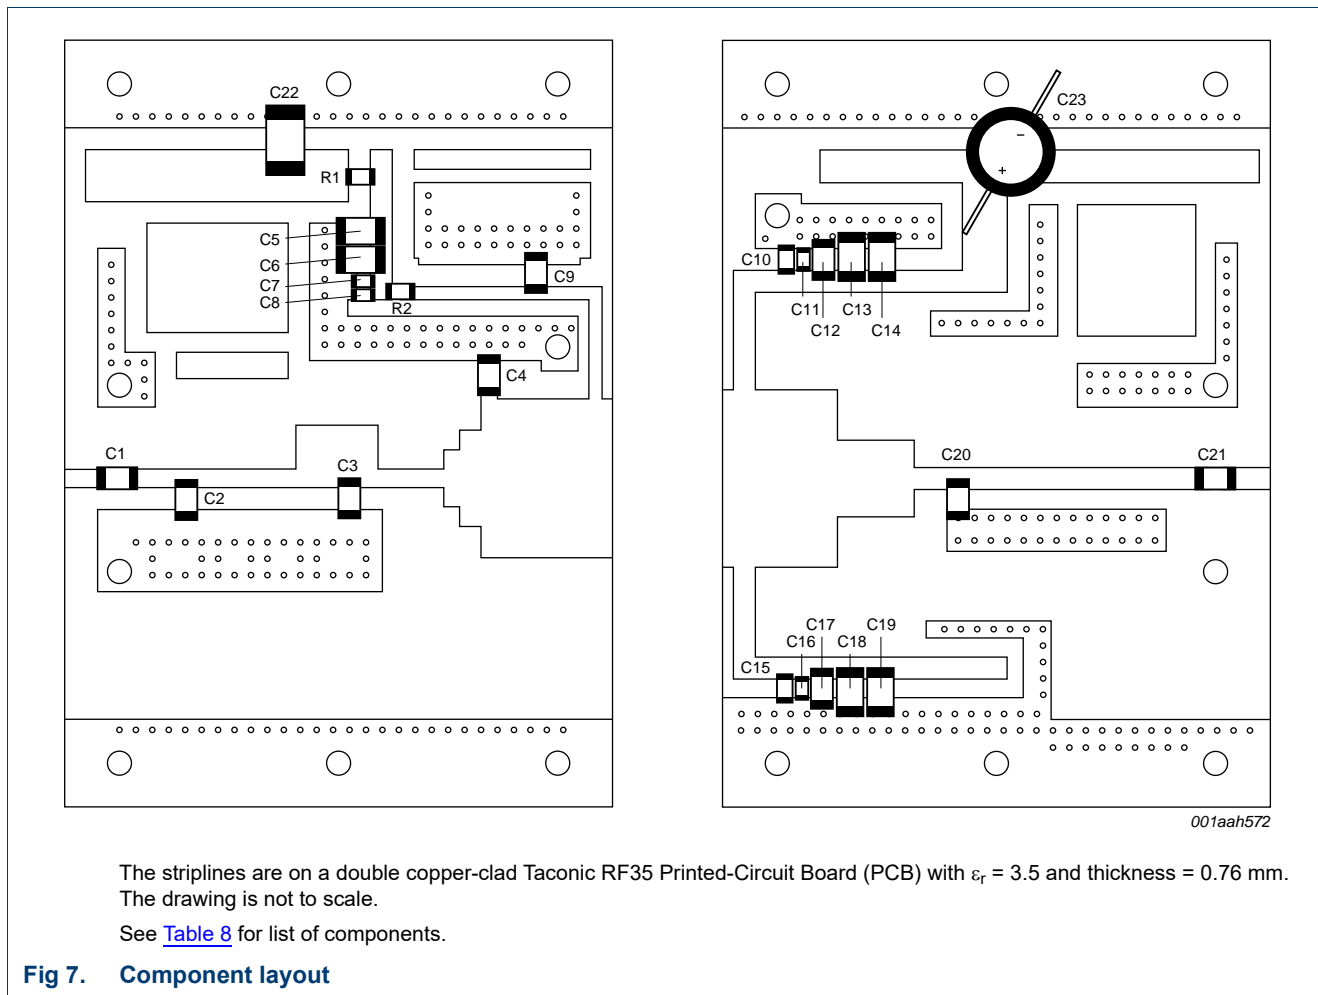 C22
C23
R1
C5
C6
C7
C8
R2
C9
C4
C1
C2
C3
−
+
C10
C11
C12
C13
C14
C20
C21
C15
C16
C17
C18
C19
001aah572
The striplines are on a double copper-clad Taconic RF35 Printed-Circuit Board (PCB) with εr = 3.5 and thickness = 0.76 mm.
The drawing is not to scale.
See Table 8 for list of components.
Fig 7. Component layout